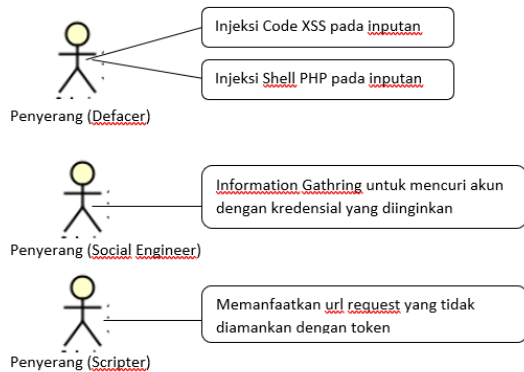 Injeksi Code XSS pada inputan
Injeksi Shell PHP pada inputan
Penyerang (Defacer)
Information Gathring untuk mencuri akun
dengan kredensial yang diinginkan
Penyerang (Social Engineer)
Memanfaatkan url request yang tidak
diamankan dengan token
Penyerang (Scripter)